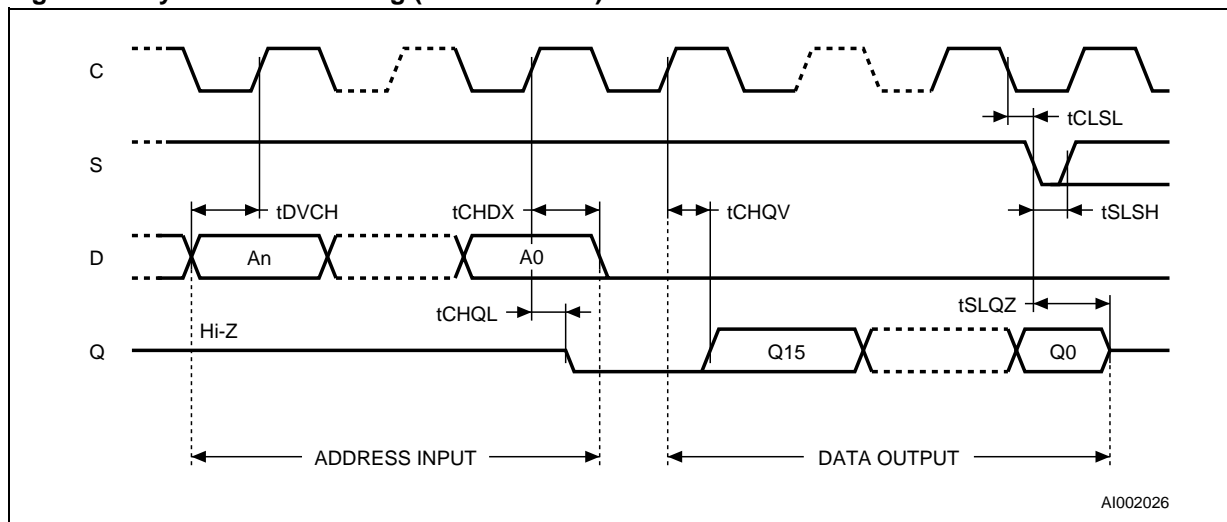 C
tCLSL
S
tDVCH
tCHDX
tCHQV
tSLSH
D
An
A0
tCHQL
tSLQZ
Hi-Z
Q
Q15
Q0
ADDRESS INPUT
DATA OUTPUT
AI002026